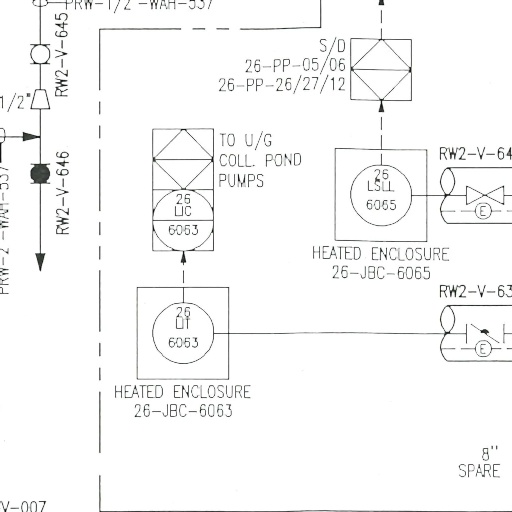 PRW-1/2"-WAH-537
RW2-V-645
1/2"
RW2-V-646
PRW-2"-WAH-537
S/D
26-PP-05/06
26-PP-26/27/12
TO U/G
COLL. POND
PUMPS
26
LIC
6063
26
LSLL
6065
RW2-V-64
E
HEATED ENCLOSURE
26-JBC-6065
26
LIT
6063
RW2-V-63
E
HEATED ENCLOSURE
26-JBC-6063
8"
SPARE
V-007